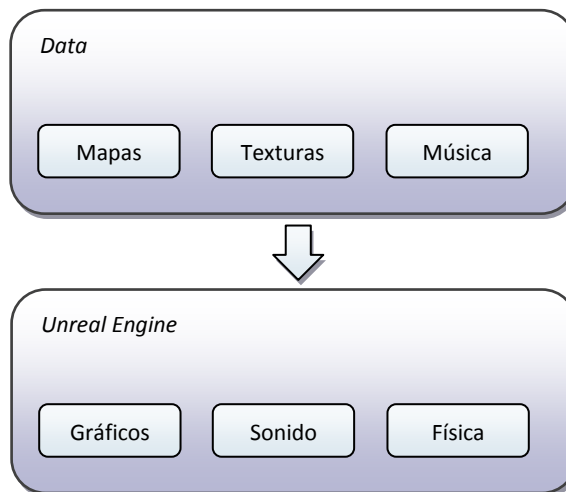 Data
Mapas Texturas Música
Unreal Engine
Gráficos Sonido Física